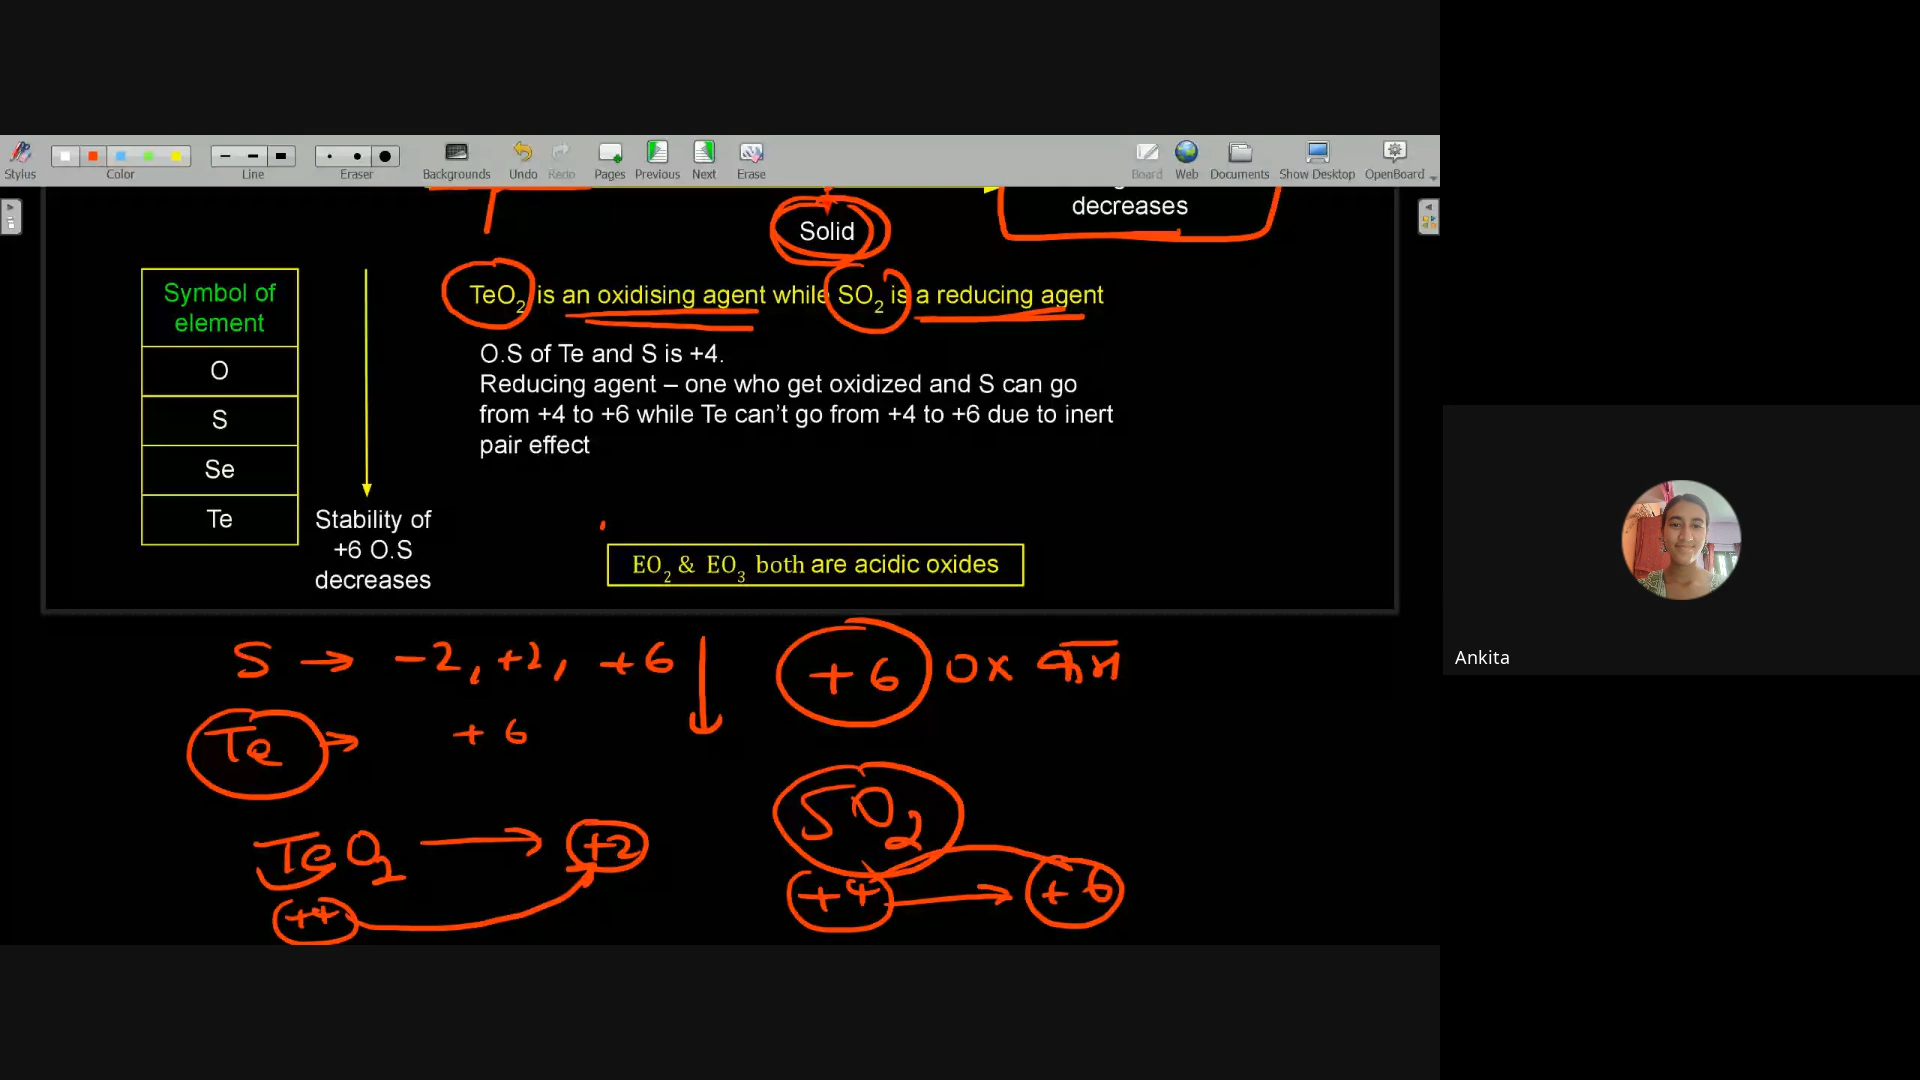 Stylus Color Line Eraser Backgrounds Undo Redo Pages Previous Next Erase Board Web Documents Show Desktop OpenBoard
decreases
Solid
Symbol of
element
O
S
Se
Te
Stability of
+6 O.S
decreases
TeO₂ is an oxidising agent while SO₂ is a reducing agent
O.S of Te and S is +4.
Reducing agent – one who get oxidized and S can go
from +4 to +6 while Te can't go from +4 to +6 due to inert
pair effect
EO₂ & EO₃ both are acidic oxides
S → -2, +2, +6
+6 ox कम
Te → +6
TeO₂ → +2
+4
SO₂
+4 → +6
Ankita